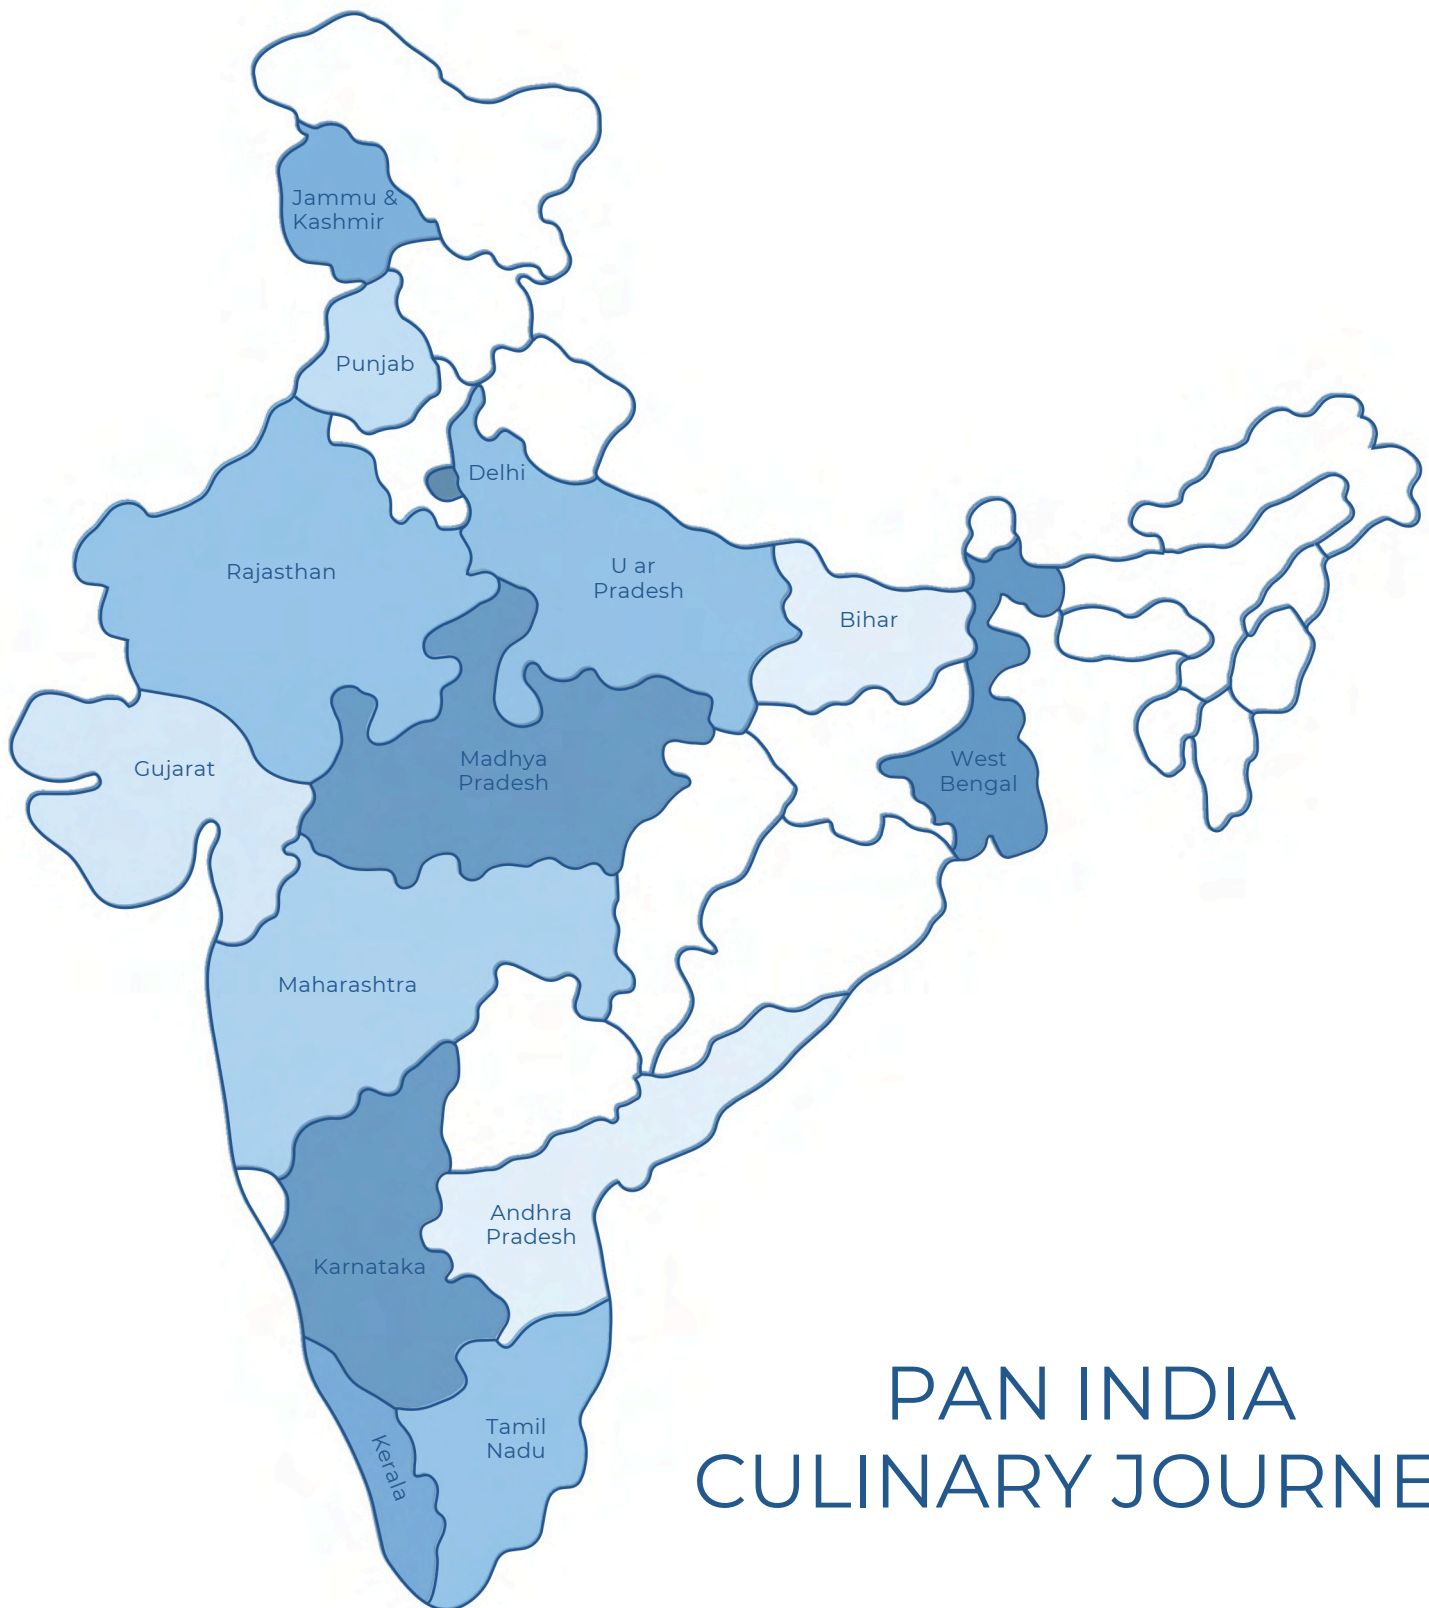 Jammu &
Kashmir
Punjab
Delhi
Rajasthan
U ar
Pradesh
Bihar
Gujarat
Madhya
Pradesh
West
Bengal
Maharashtra
Andhra
Pradesh
Karnataka
Tamil
Nadu
Kerala
PAN INDIA
CULINARY JOURNE